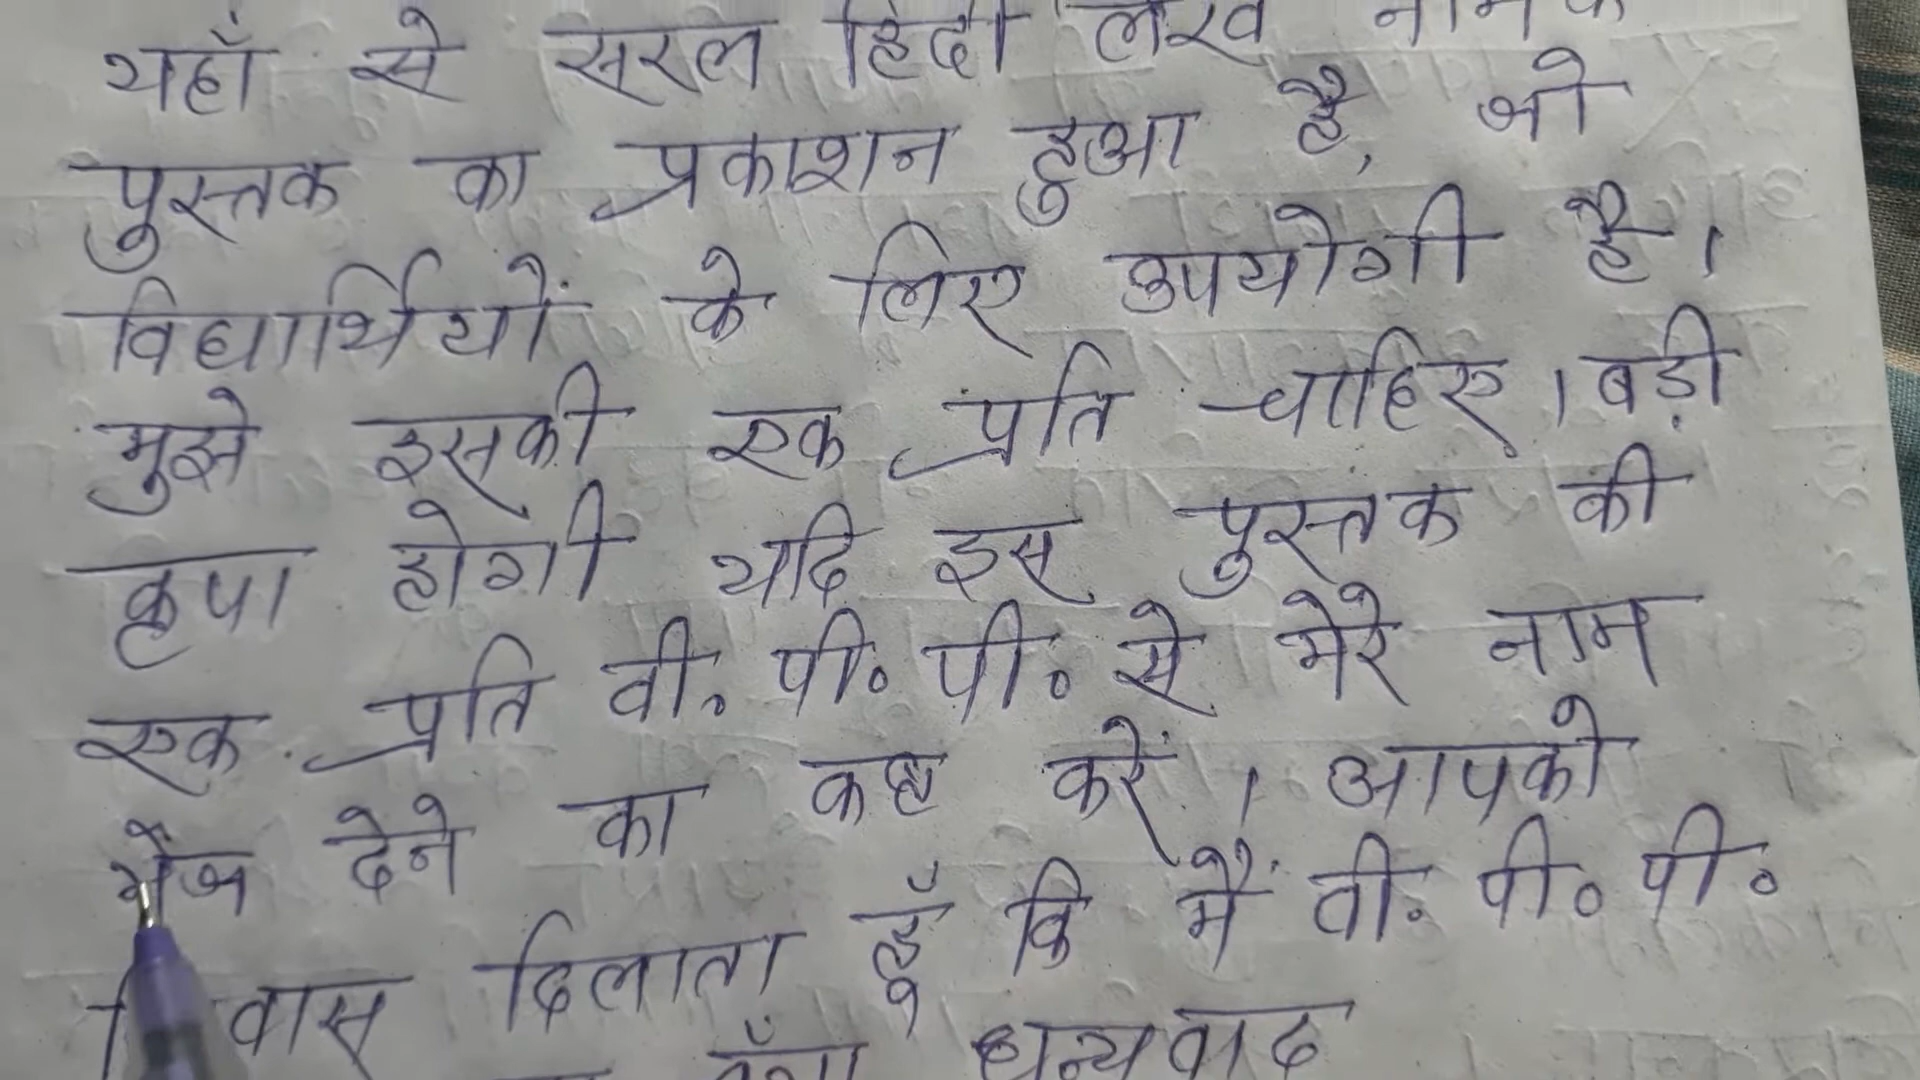 यहाँ से सरल हिंदी लेख नामक
पुस्तक का प्रकाशन हुआ है, जो
विद्यार्थियों के लिए उपयोगी है।
मुझे इसकी एक प्रति चाहिए। बड़ी
कृपा होगी यदि इस पुस्तक की
एक प्रति वी॰ पी॰ पी॰ से मेरे नाम
भेज देने का कष्ट करें। आपको
दिलाता हूँ कि मैं वी॰ पी॰ पी॰
धन्यवाद